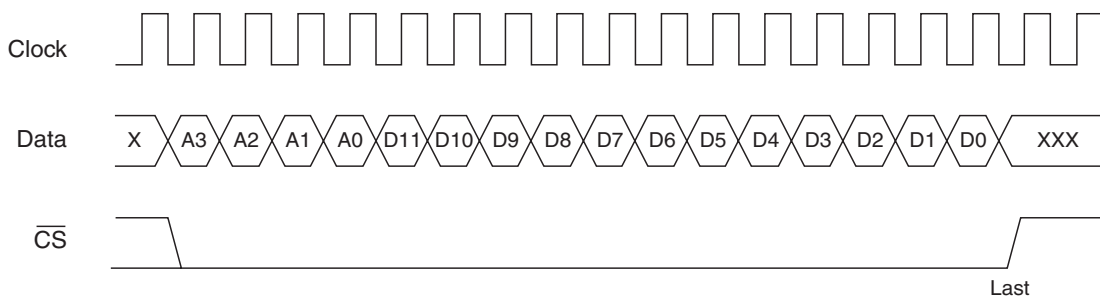 Clock
Data X A3 A2 A1 A0 D11 D10 D9 D8 D7 D6 D5 D4 D3 D2 D1 D0 XXX
CS
Last